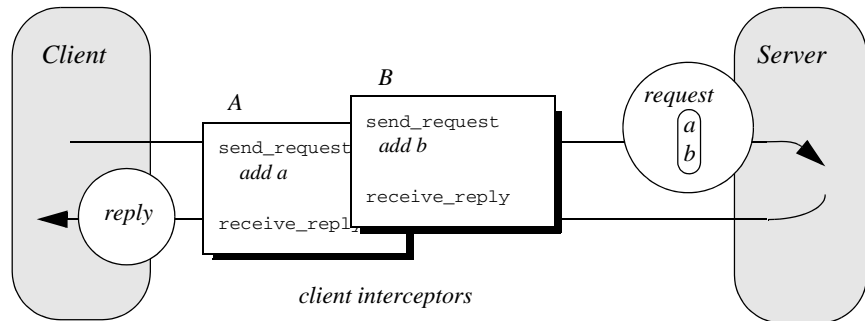 Client
Server
A
B
send_request
add a
receive_reply
send_request
add b
receive_reply
request
a
b
reply
client interceptors